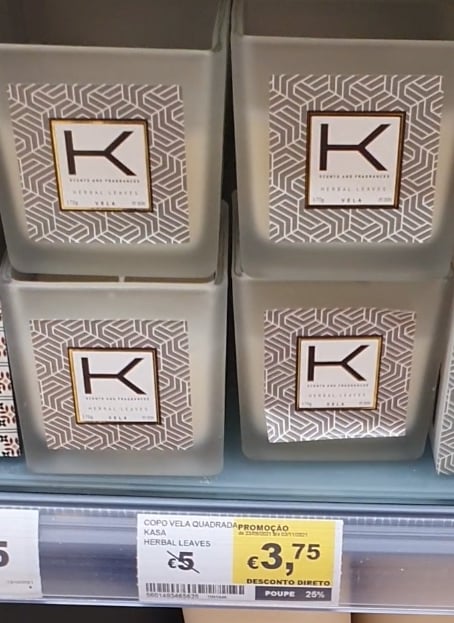 K
SCENTS AND FRAGRANCES
HERBAL LEAVES
VELA
K
SCENTS AND FRAGRANCES
HERBAL LEAVES
170g VELA
K
SCENTS AND FRAGRANCES
HERBAL LEAVES
VELA
K
SCENTS AND FRAGRANCES
HERBAL LEAVES
VELA
5
COPO VELA QUADRADA
KASA
HERBAL LEAVES
€5
PROMOÇÃO
€3,75
DESCONTO DIRETO
POUPE 25%